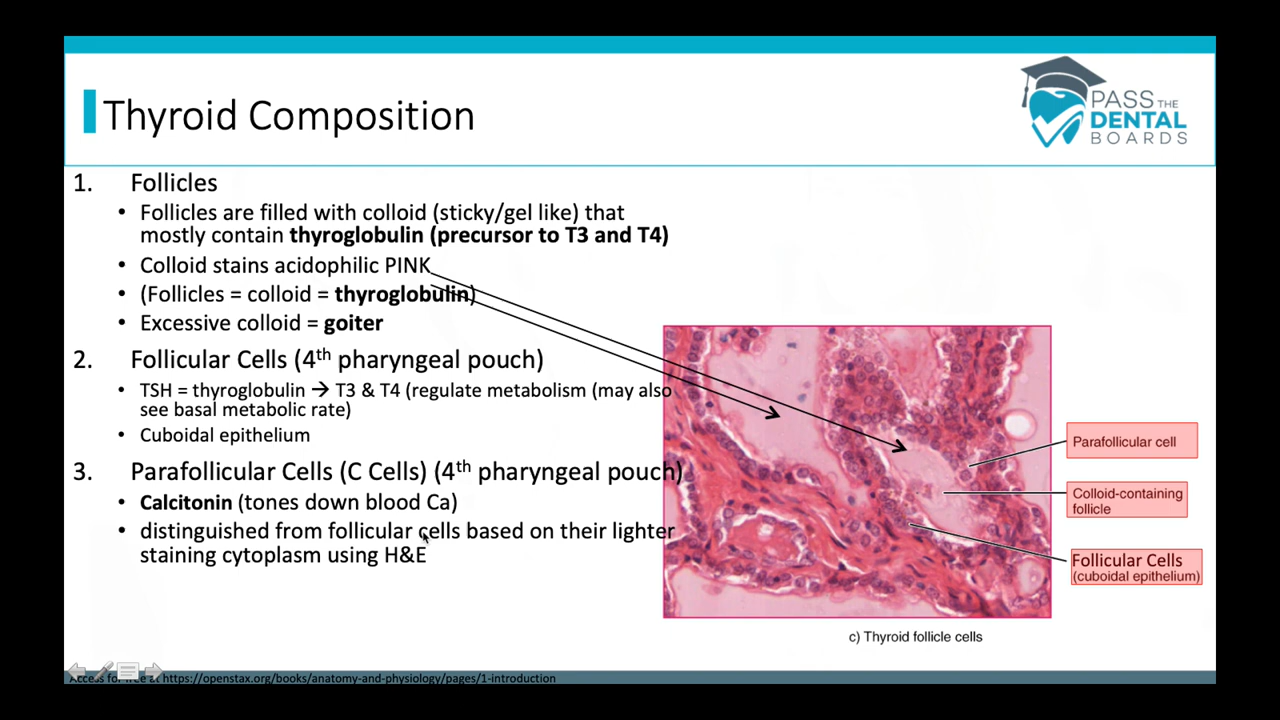 Thyroid Composition
PASS THE
DENTAL
BOARDS
1. Follicles
• Follicles are filled with colloid (sticky/gel like) that
mostly contain thyroglobulin (precursor to T3 and T4)
• Colloid stains acidophilic PINK
• (Follicles = colloid = thyroglobulin)
• Excessive colloid = goiter
2. Follicular Cells (4th pharyngeal pouch)
• TSH = thyroglobulin → T3 & T4 (regulate metabolism (may also
see basal metabolic rate)
• Cuboidal epithelium
3. Parafollicular Cells (C Cells) (4th pharyngeal pouch)
• Calcitonin (tones down blood Ca)
• distinguished from follicular cells based on their lighter
staining cytoplasm using H&E
Parafollicular cell
Colloid-containing
follicle
Follicular Cells
(cuboidal epithelium)
c) Thyroid follicle cells
Access for free at https://openstax.org/books/anatomy-and-physiology/pages/1-introduction